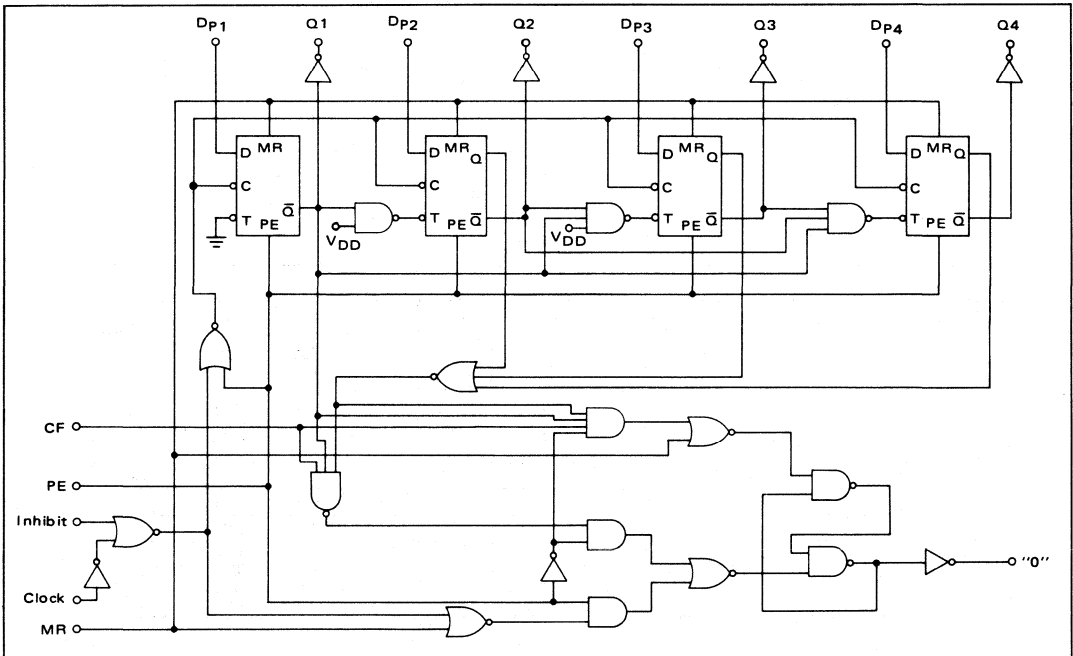 DP1 Q1 DP2 Q2 DP3 Q3 DP4 Q4
D MR D MR Q D MR Q D MR Q
C C C C
T PE Q̅ T PE Q̅ T PE Q̅ T PE Q̅
VDD VDD
CF
PE
Inhibit
Clock
MR
"0"